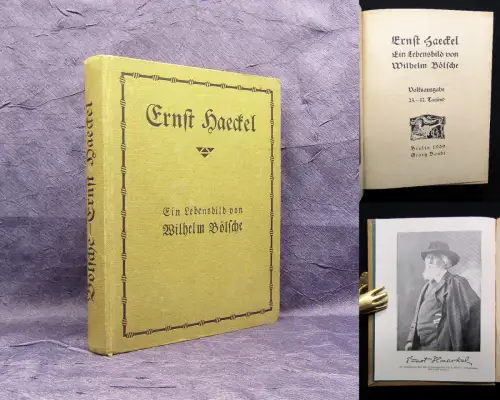 Bölsche–Ernst Haeckel
Ernst Haeckel
Ein Lebensbild von
Wilhelm Bölsche
Ernst Haeckel
Ein Lebensbild von
Wilhelm Bölsche
Volksausgabe
Berlin 1909
Georg Bondi
Ernst Haeckel